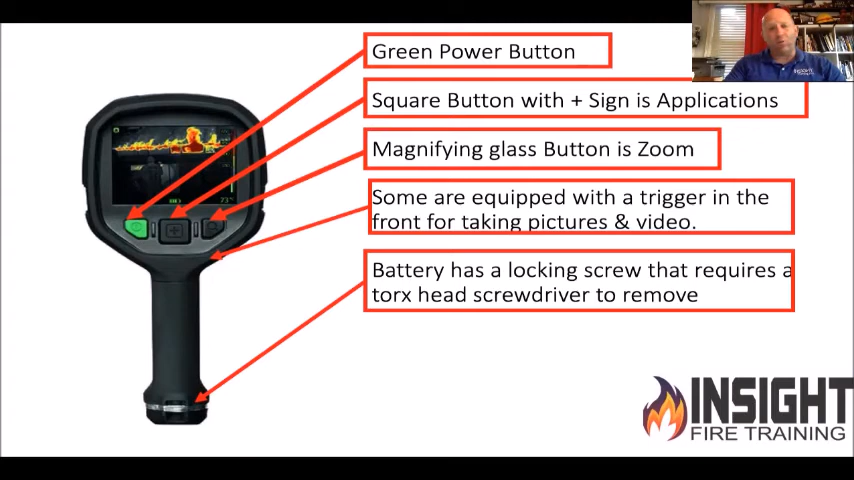 Green Power Button
Square Button with + Sign is Applications
Magnifying glass Button is Zoom
Some are equipped with a trigger in the
front for taking pictures & video.
Battery has a locking screw that requires a
torx head screwdriver to remove
INSIGHT
FIRE TRAINING